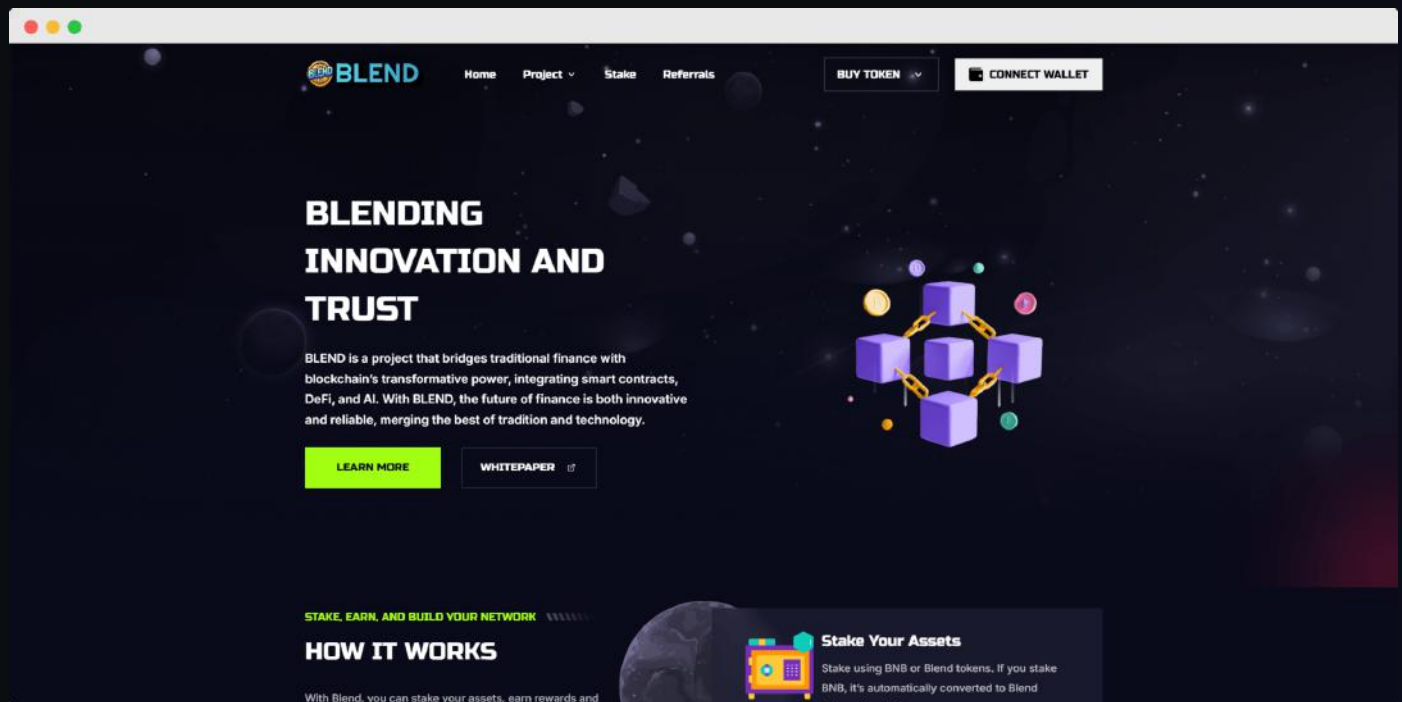 BLEND BLEND
Home Project Stake Referrals
BUY TOKEN
CONNECT WALLET
BLENDING
INNOVATION AND
TRUST
BLEND is a project that bridges traditional finance with
blockchain's transformative power, integrating smart contracts,
DeFi, and AI. With BLEND, the future of finance is both innovative
and reliable, merging the best of tradition and technology.
LEARN MORE
WHITEPAPER
STAKE, EARN, AND BUILD YOUR NETWORK
HOW IT WORKS
With Blend, you can stake your assets, earn rewards and
Stake Your Assets
Stake using BNB or Blend tokens. If you stake
BNB, it's automatically converted to Blend